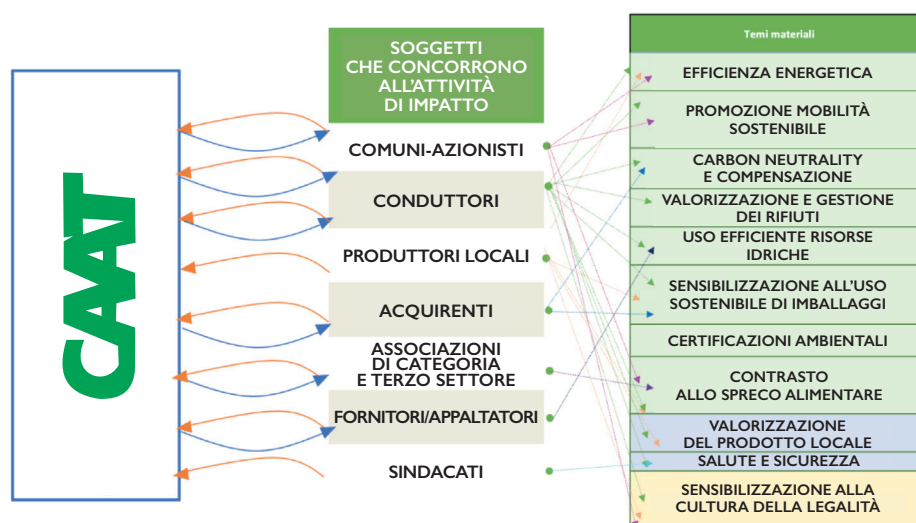 CAAT
SOGGETTI
CHE CONCORRONO
ALL'ATTIVITÀ
DI IMPATTO
COMUNI-AZIONISTI
CONDUTTORI
PRODUTTORI LOCALI
ACQUIRENTI
ASSOCIAZIONI
DI CATEGORIA
E TERZO SETTORE
FORNITORI/APPALTATORI
SINDACATI
Temi materiali
EFFICIENZA ENERGETICA
PROMOZIONE MOBILITÀ
SOSTENIBILE
CARBON NEUTRALITY
E COMPENSAZIONE
VALORIZZAZIONE E GESTIONE
DEI RIFIUTI
USO EFFICIENTE RISORSE
IDRICHE
SENSIBILIZZAZIONE ALL'USO
SOSTENIBILE DI IMBALLAGGI
CERTIFICAZIONI AMBIENTALI
CONTRASTO
ALLO SPRECO ALIMENTARE
VALORIZZAZIONE
DEL PRODOTTO LOCALE
SALUTE E SICUREZZA
SENSIBILIZZAZIONE ALLA
CULTURA DELLA LEGALITÀ